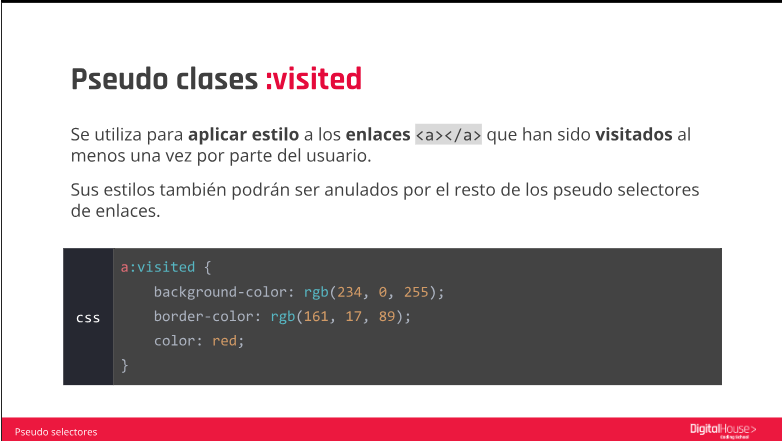 Pseudo clases :visited
Se utiliza para aplicar estilo a los enlaces <a></a> que han sido visitados al
menos una vez por parte del usuario.
Sus estilos también podrán ser anulados por el resto de los pseudo selectores
de enlaces.
css
a:visited {
    background-color: rgb(234, 0, 255);
    border-color: rgb(161, 17, 89);
    color: red;
}
Pseudo selectores
DigitalHouse>
Coding School